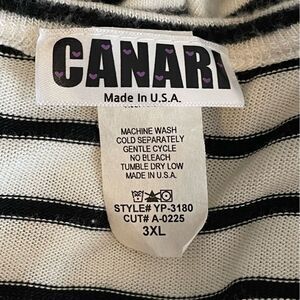 CANARI
Made In U.S.A.
MACHINE WASH
COLD SEPARATELY
GENTLE CYCLE
NO BLEACH
TUMBLE DRY LOW
MADE IN U.S.A.
STYLE# YP-3180
CUT# A-0225
3XL